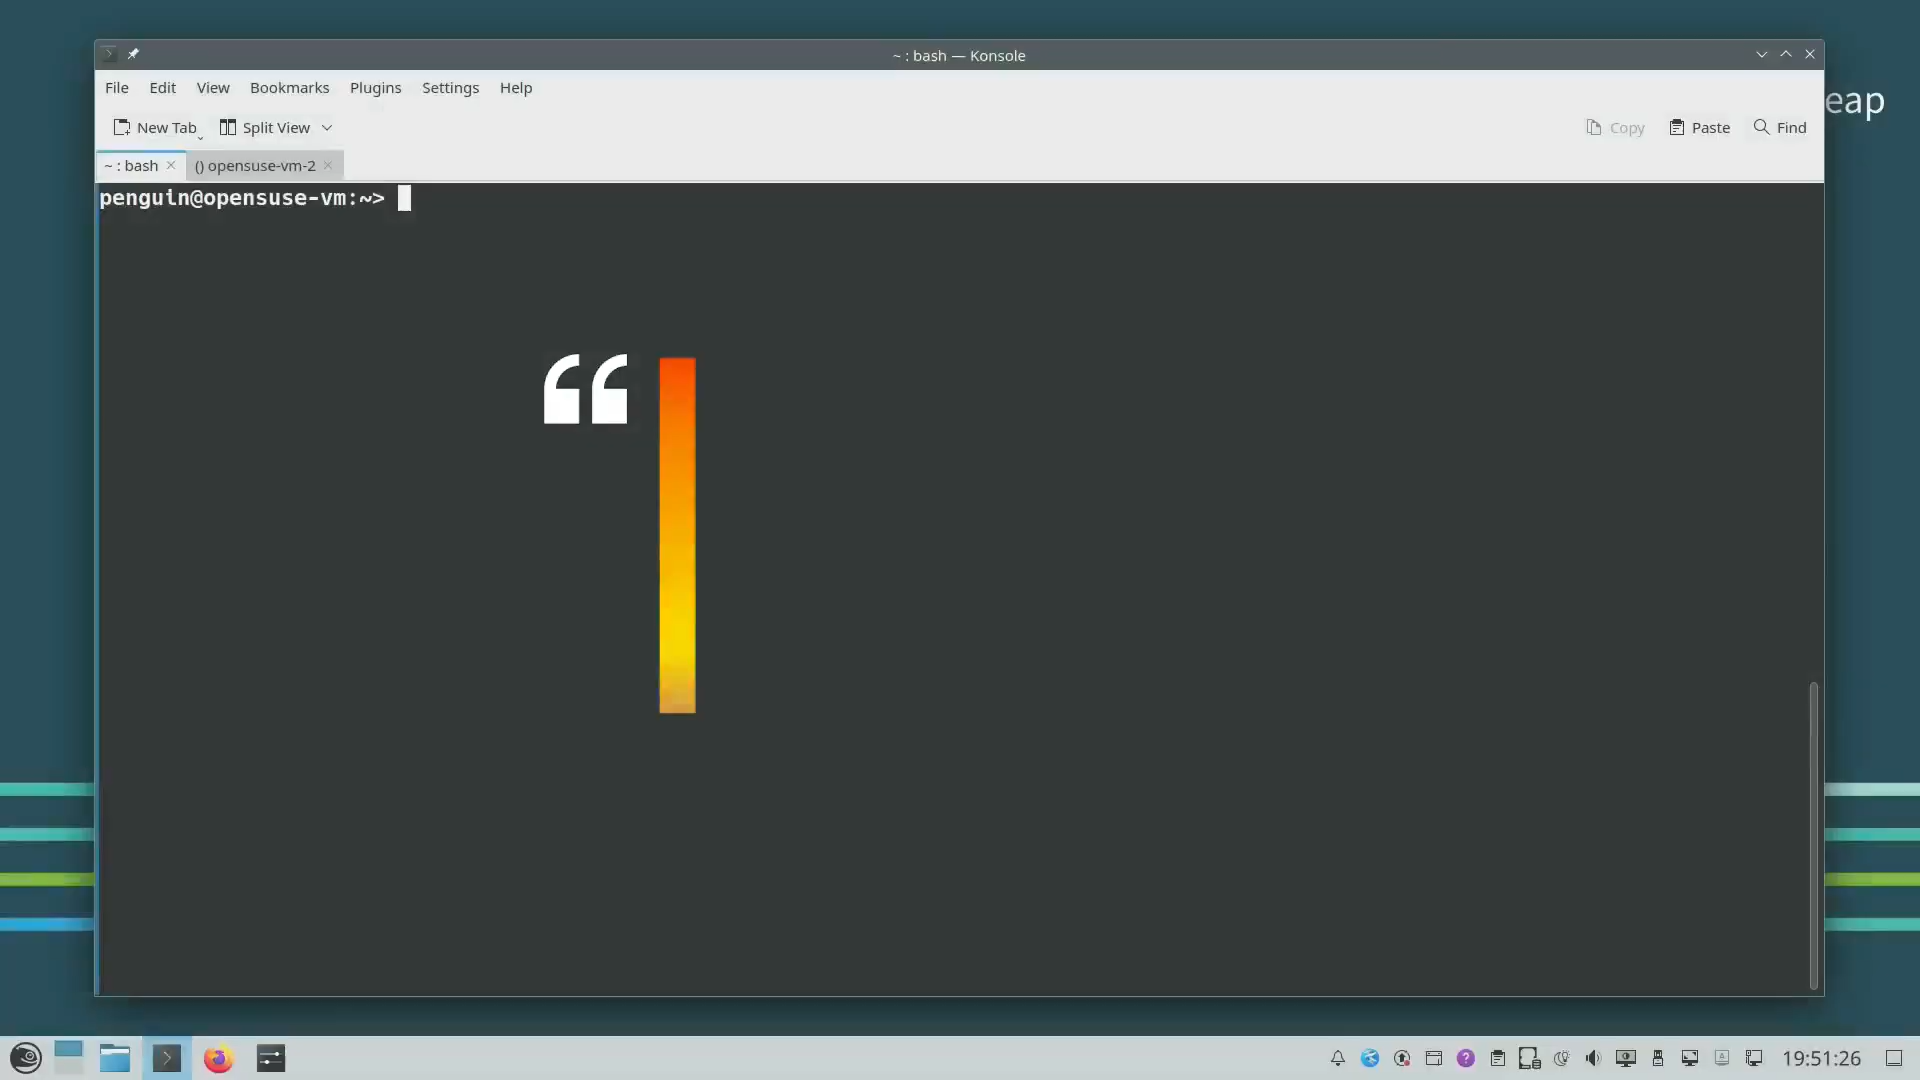 ~ : bash — Konsole
File Edit View Bookmarks Plugins Settings Help
eap
New Tab Split View Copy Paste Find
~ : bash () opensuse-vm-2
penguin@opensuse-vm:~>
“
19:51:26